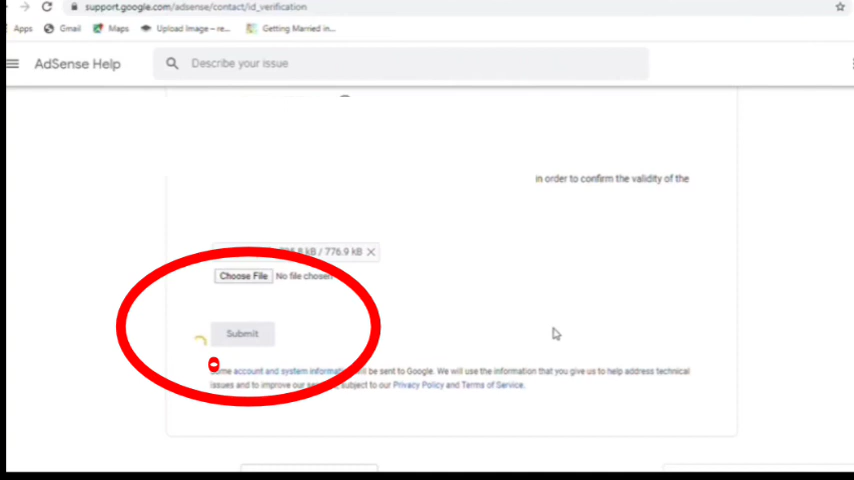 support.google.com/adsense/contact/id_verification
Apps Gmail Maps Upload Image – re... Getting Married in...
AdSense Help Describe your issue
in order to confirm the validity of the
kB / 776.9 kB
Choose File No file chosen
Submit
account and system information be sent to Google. We will use the information that you give us to help address technical
issues and to improve our subject to our Privacy Policy and Terms of Service.